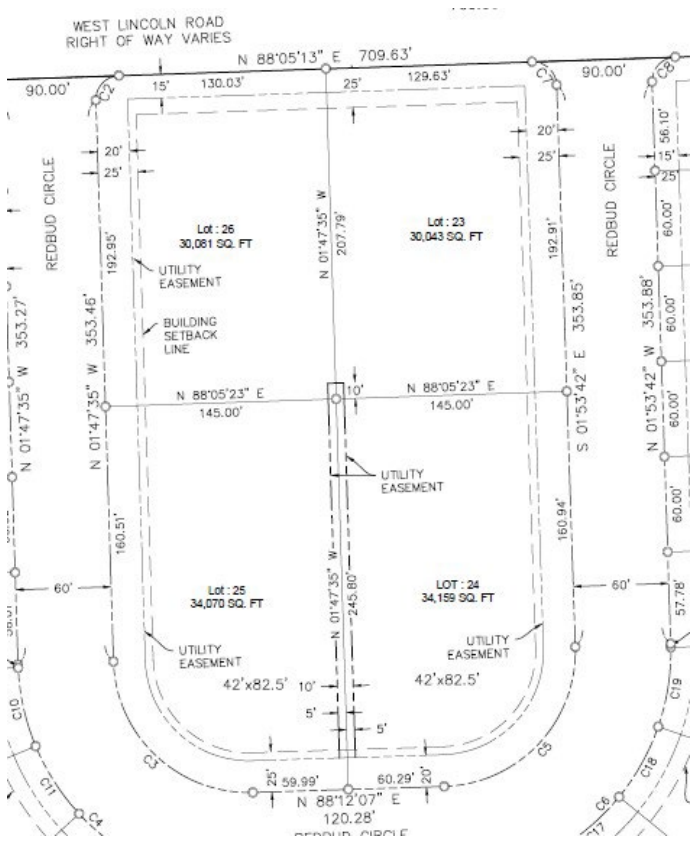 WEST LINCOLN ROAD
RIGHT OF WAY VARIES
N 88°05'13" E 709.63'
90.00'
C2
15'
130.03'
25'
129.63'
C7
90.00'
C8
20'
25'
20'
25'
56.10'
15'
25'
REDBUD CIRCLE
REDBUD CIRCLE
Lot : 26
30,081 SQ. FT
Lot : 23
30,043 SQ. FT
N 01°47'35" W
207.79'
192.95'
192.91'
60.00'
UTILITY
EASEMENT
BUILDING
SETBACK
LINE
N 01°47'35" W 353.27'
N 01°47'35" W 353.46'
S 01°53'42" E 353.85'
N 01°53'42" W 353.88'
60.00'
N 88°05'23" E
145.00'
10'
N 88°05'23" E
145.00'
60.00'
UTILITY
EASEMENT
60.00'
160.51'
N 01°47'35" W
245.80'
160.94'
60'
Lot : 25
34,070 SQ. FT
LOT : 24
34,159 SQ. FT
60'
57.78'
UTILITY
EASEMENT
UTILITY
EASEMENT
42'x82.5'
10'
42'x82.5'
5'
5'
C10
C11
C4
C3
C5
C19
C18
C6
C17
25'
59.99'
60.29'
20'
N 88°12'07" E
120.28'
REDBUD CIRCLE